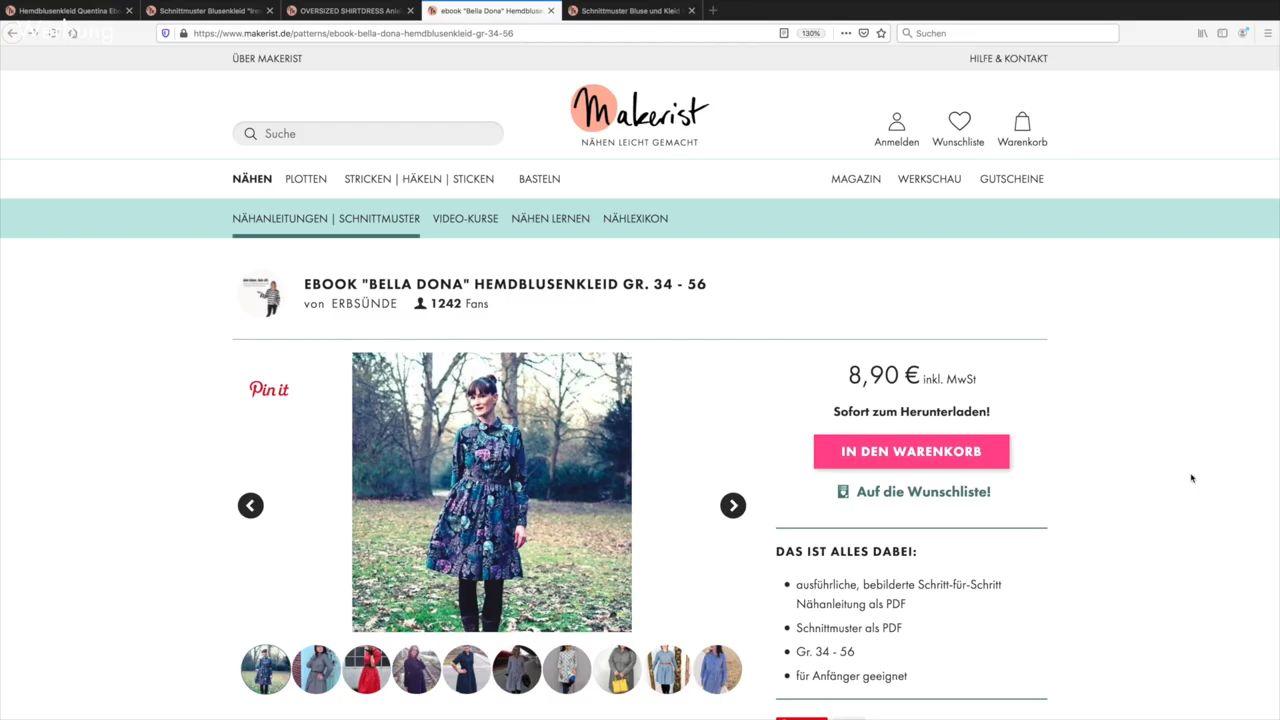 Hemdblusenkleid Quentina Ebo
Schnittmuster Blusenkleid "Ire
OVERSIZED SHIRTDRESS Anle
ebook "Bella Dona" Hemdbluse
Schnittmuster Bluse und Kleid
https://www.makerist.de/patterns/ebook-bella-dona-hemdblusenkleid-gr-34-56
130%
Suchen
ÜBER MAKERIST
HILFE & KONTAKT
Suche
Makerist
NÄHEN LEICHT GEMACHT
Anmelden
Wunschliste
Warenkorb
NÄHEN PLOTTEN STRICKEN | HÄKELN | STICKEN BASTELN
MAGAZIN WERKSCHAU GUTSCHEINE
NÄHANLEITUNGEN | SCHNITTMUSTER VIDEO-KURSE NÄHEN LERNEN NÄHLEXIKON
EBOOK "BELLA DONA" HEMDBLUSENKLEID GR. 34 - 56
von ERBSÜNDE 1242 Fans
Pin it
8,90 € inkl. MwSt
Sofort zum Herunterladen!
IN DEN WARENKORB
Auf die Wunschliste!
DAS IST ALLES DABEI:
ausführliche, bebilderte Schritt-für-Schritt
Nähanleitung als PDF
Schnittmuster als PDF
Gr. 34 - 56
für Anfänger geeignet